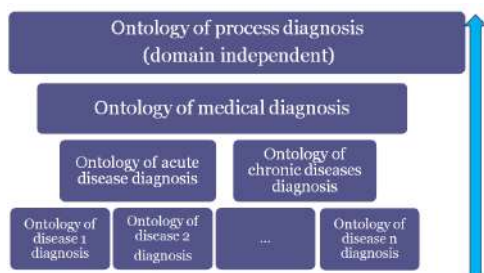 Ontology of process diagnosis
(domain independent)
Ontology of medical diagnosis
Ontology of acute
disease diagnosis
Ontology of
chronic diseases
diagnosis
Ontology of
disease 1
diagnosis
Ontology of
disease 2
diagnosis
...
Ontology of
disease n
diagnosis